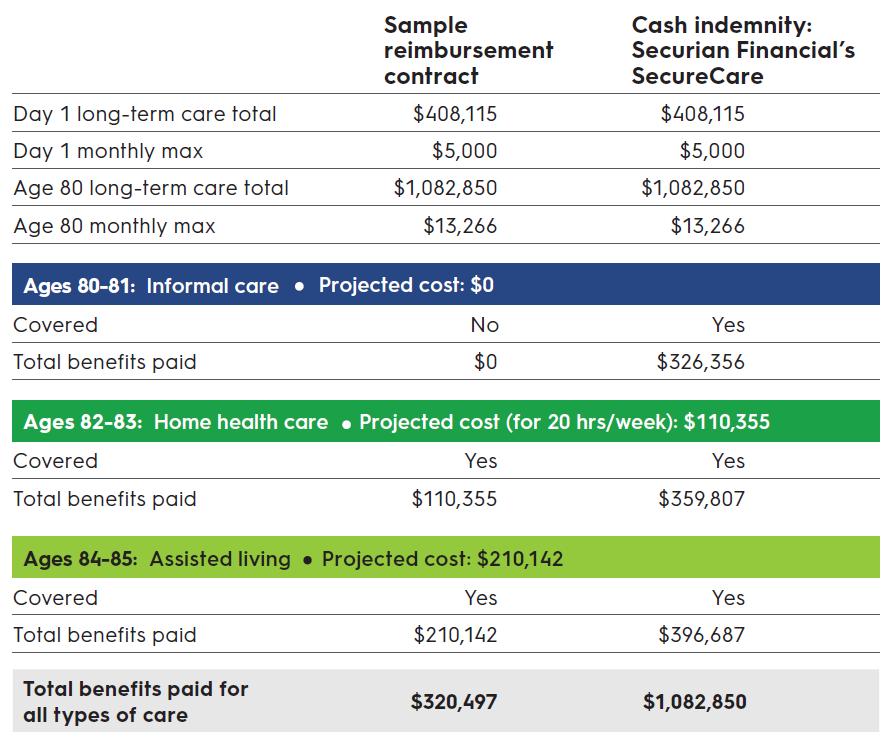 Sample reimbursement contract
Cash indemnity: Securian Financial's SecureCare
Day 1 long-term care total $408,115 $408,115
Day 1 monthly max $5,000 $5,000
Age 80 long-term care total $1,082,850 $1,082,850
Age 80 monthly max $13,266 $13,266
Ages 80-81: Informal care • Projected cost: $0
Covered No Yes
Total benefits paid $0 $326,356
Ages 82-83: Home health care • Projected cost (for 20 hrs/week): $110,355
Covered Yes Yes
Total benefits paid $110,355 $359,807
Ages 84-85: Assisted living • Projected cost: $210,142
Covered Yes Yes
Total benefits paid $210,142 $396,687
Total benefits paid for all types of care $320,497 $1,082,850